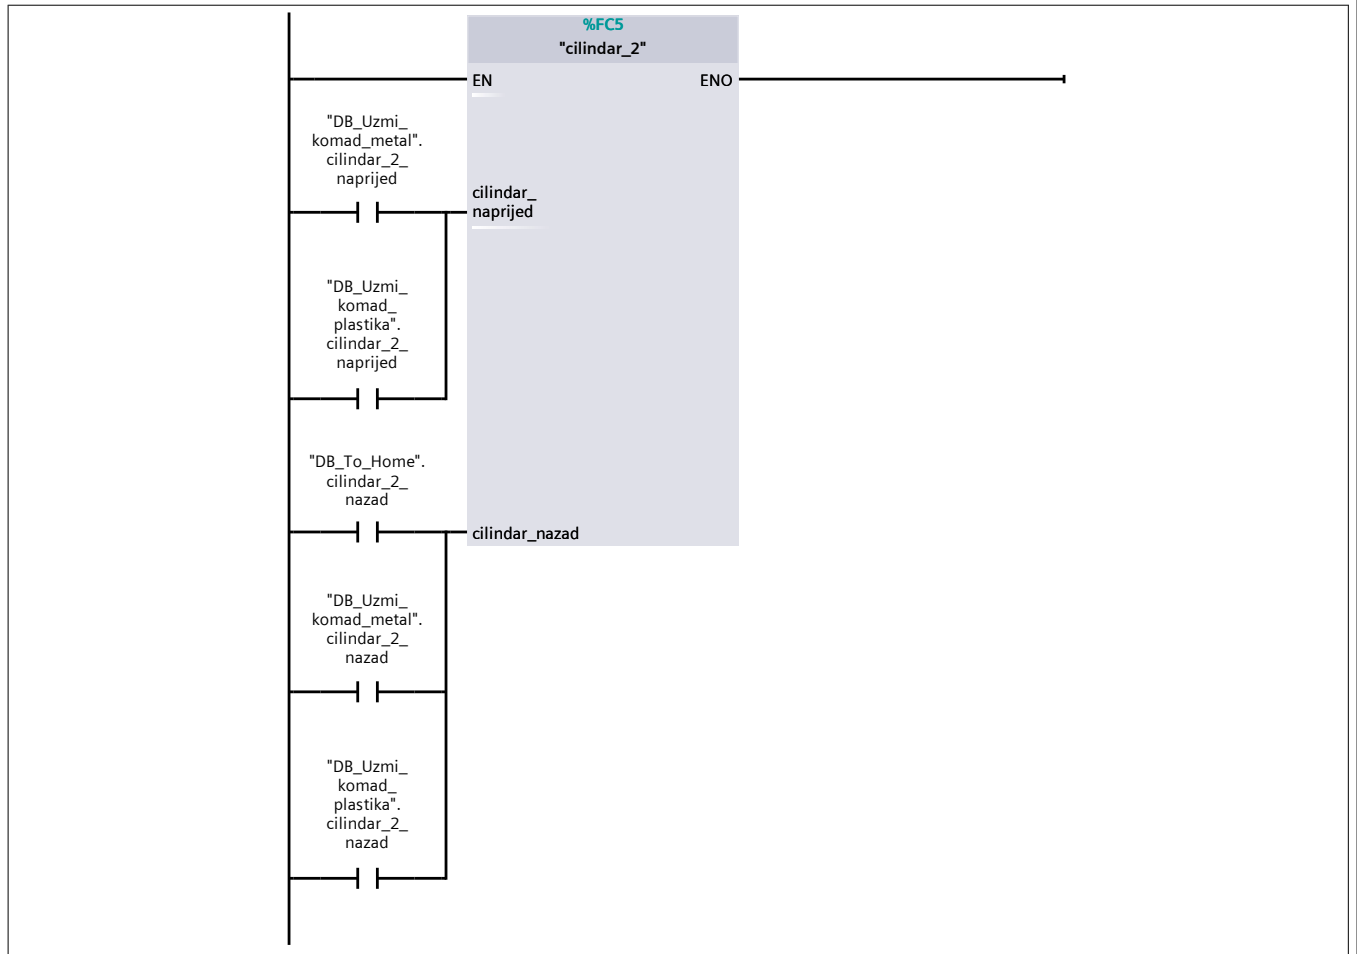 %FC5
"cilindar_2"
EN
ENO
"DB_Uzmi_
komad_metal".
cilindar_2_
naprijed
cilindar_
naprijed
"DB_Uzmi_
komad_
plastika".
cilindar_2_
naprijed
"DB_To_Home".
cilindar_2_
nazad
cilindar_nazad
"DB_Uzmi_
komad_metal".
cilindar_2_
nazad
"DB_Uzmi_
komad_
plastika".
cilindar_2_
nazad